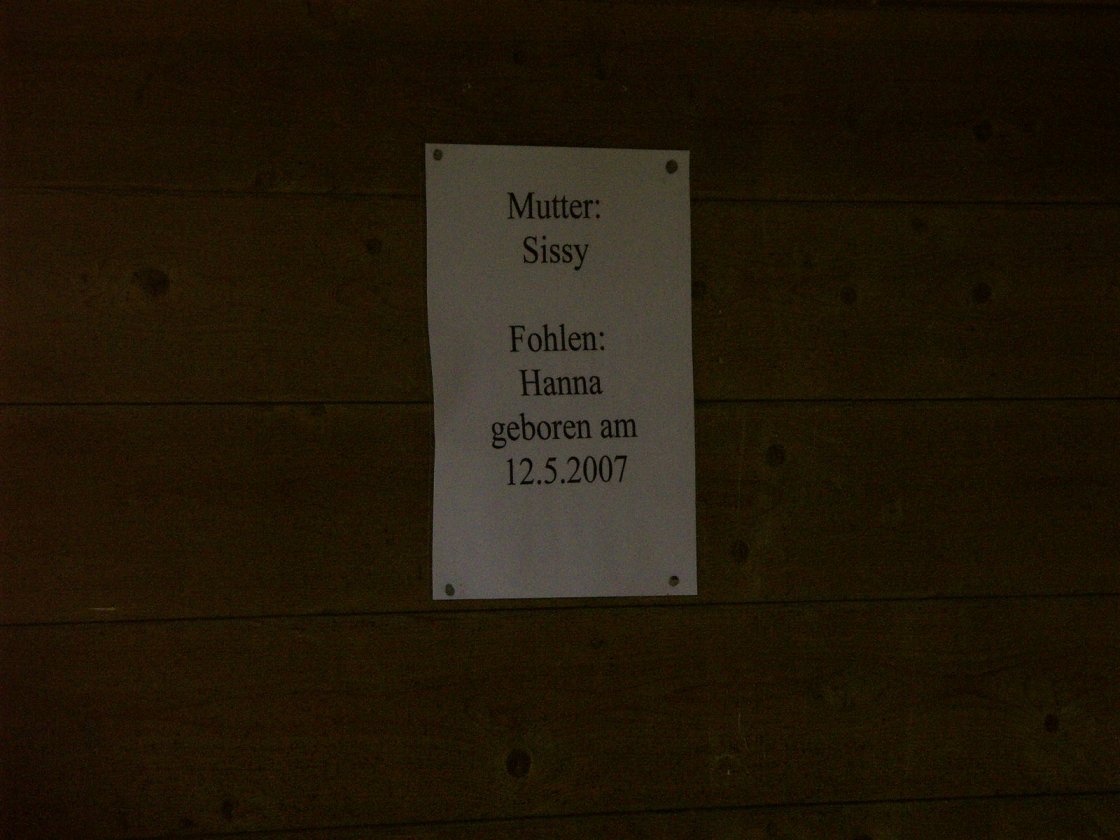 Mutter:
Sissy
Fohlen:
Hanna
geboren am
12.5.2007